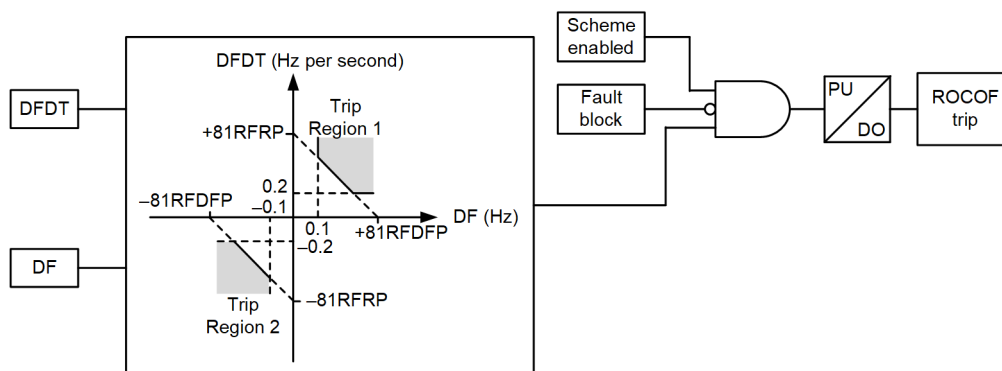 DFDT
DF
DFDT (Hz per second)
Trip
Region 1
+81RFRP
0.2
–81RFDFP
–0.1
DF (Hz)
0.1
+81RFDFP
–0.2
–81RFRP
Trip
Region 2
Scheme
enabled
Fault
block
PU
DO
ROCOF
trip